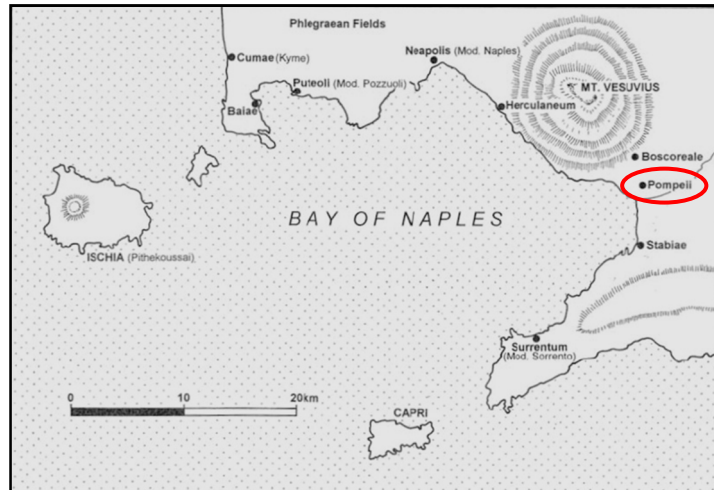 Phlegraean Fields
Neapolis (Mod. Naples)
Cumae (Kyme)
Puteoli (Mod. Pozzuoli)
MT. VESUVIUS
Baiae
Herculaneum
Boscoreale
Pompeii
BAY OF NAPLES
Stabiae
ISCHIA (Pithekoussai)
Surrentum
(Mod. Sorrento)
0 10 20km
CAPRI